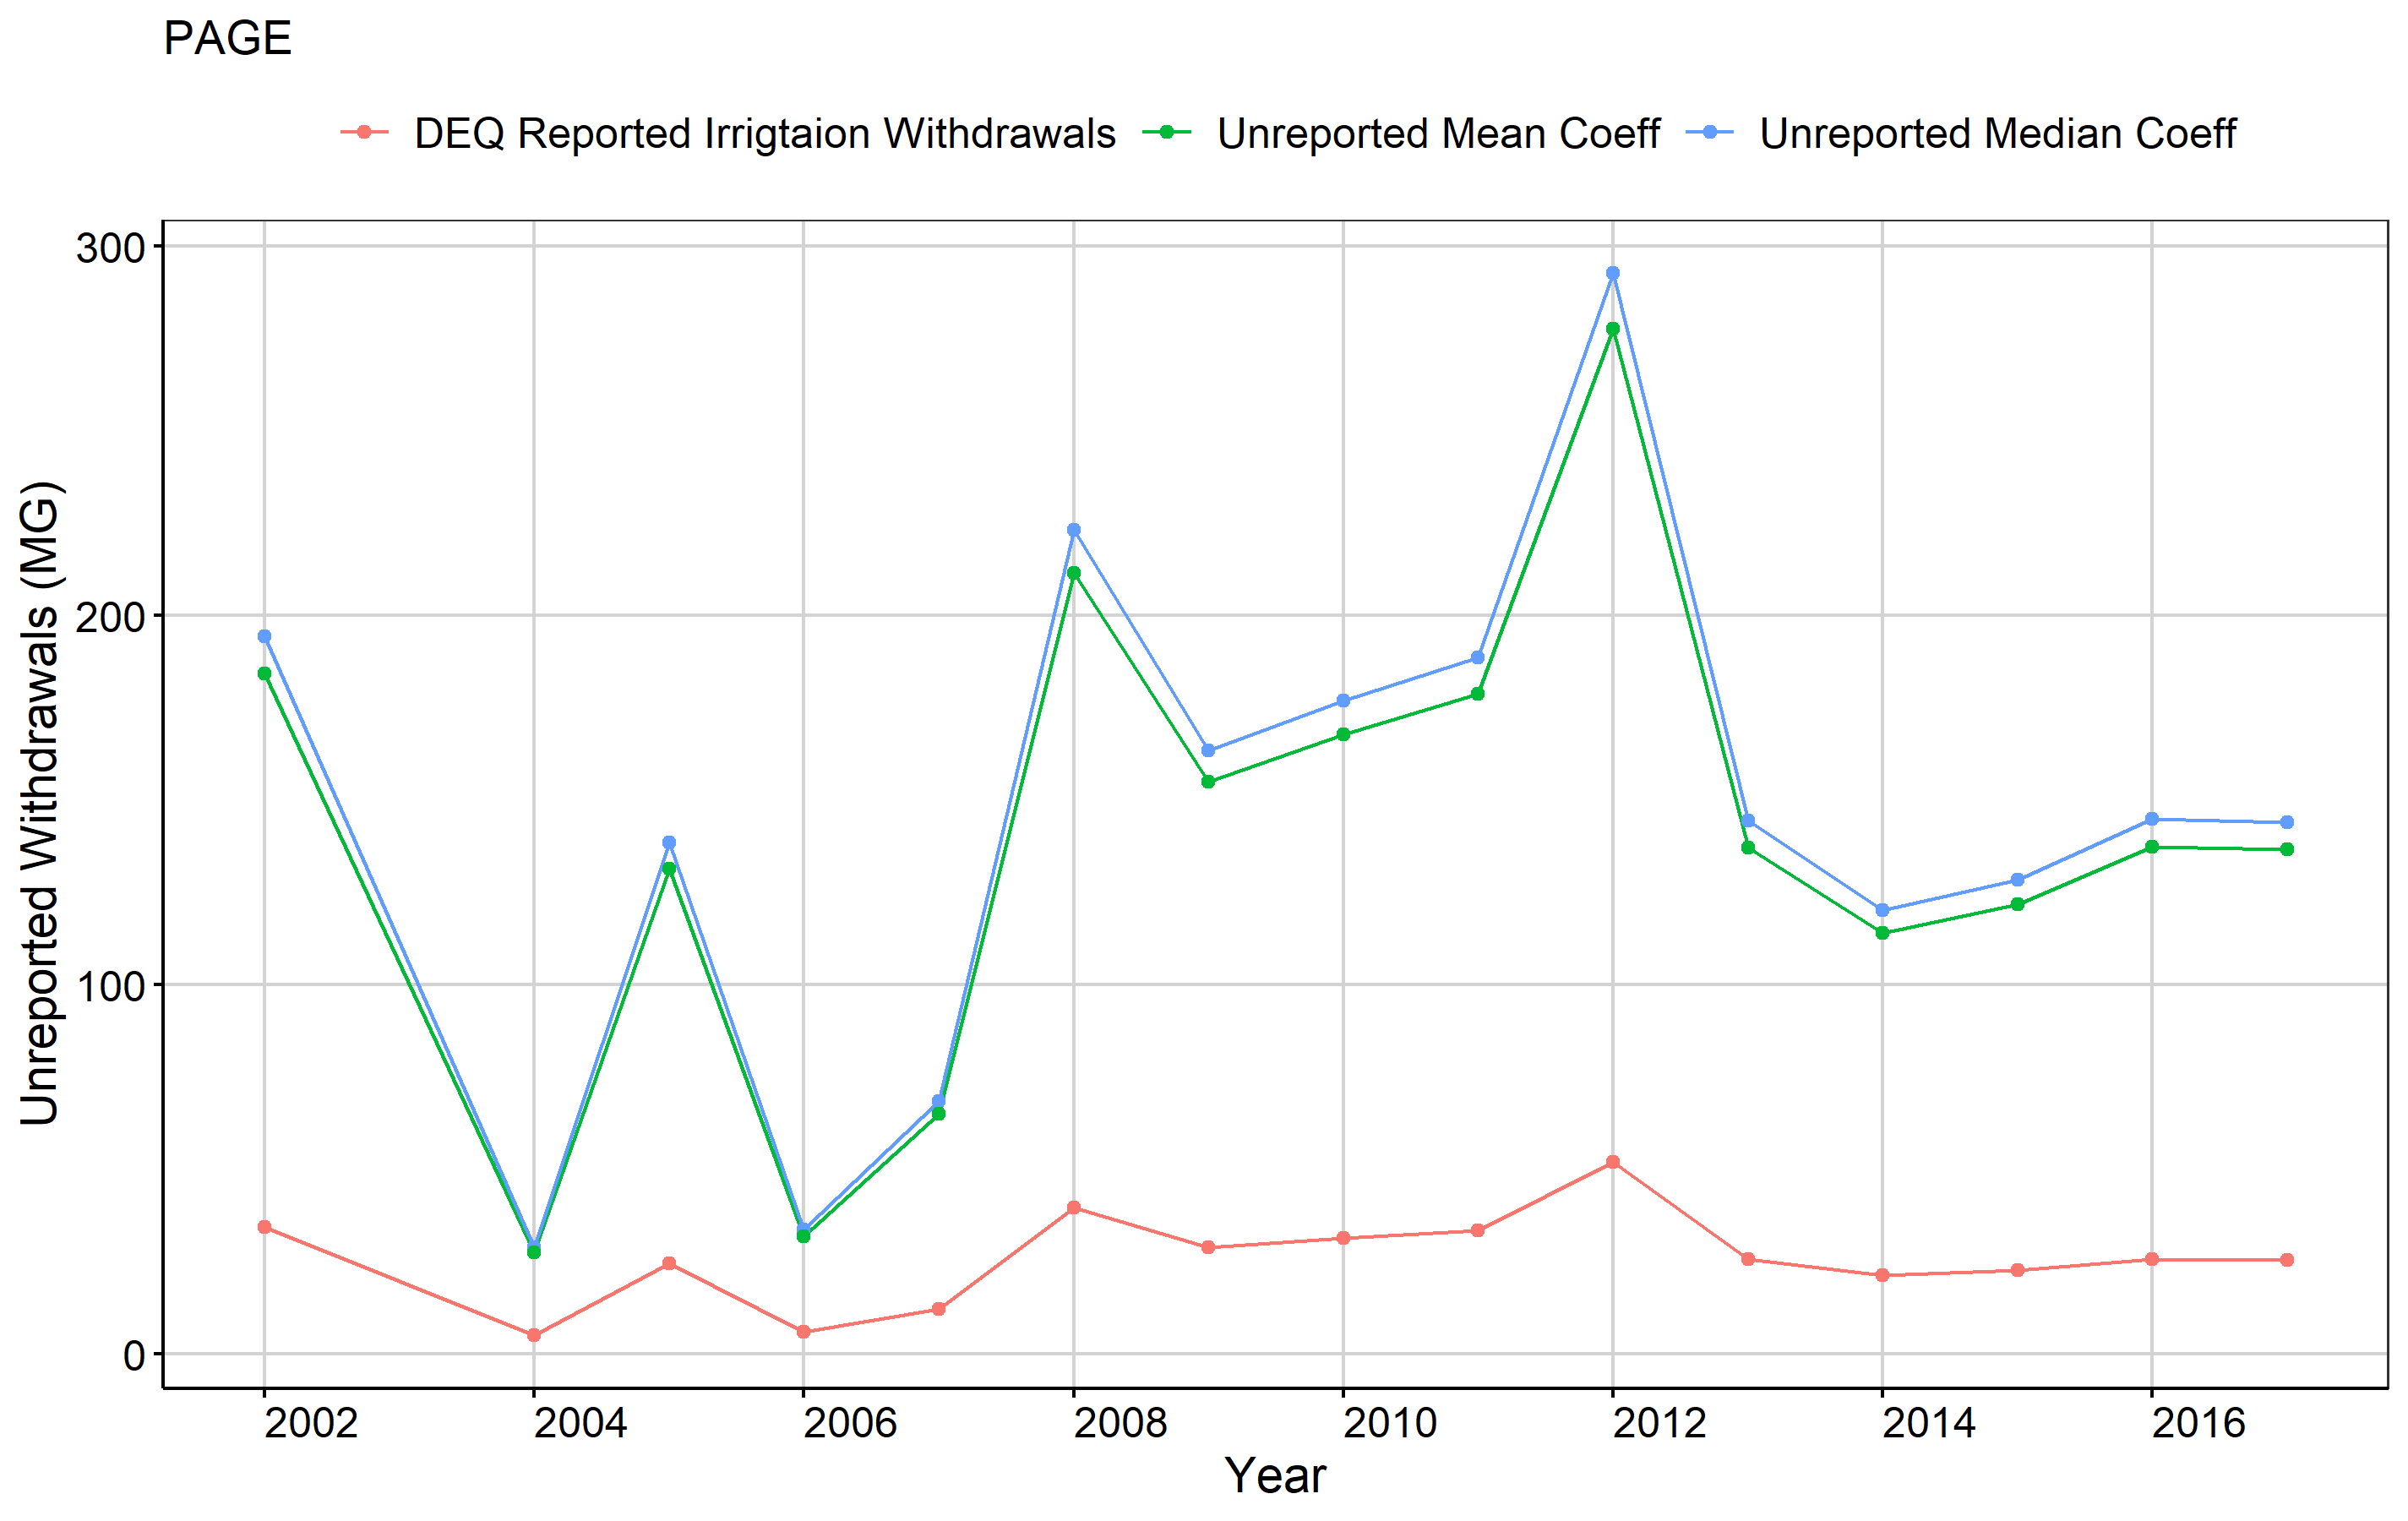 PAGE
DEQ Reported Irrigtaion Withdrawals Unreported Mean Coeff Unreported Median Coeff
Unreported Withdrawals (MG)
300
200
100
0
2002 2004 2006 2008 2010 2012 2014 2016
Year